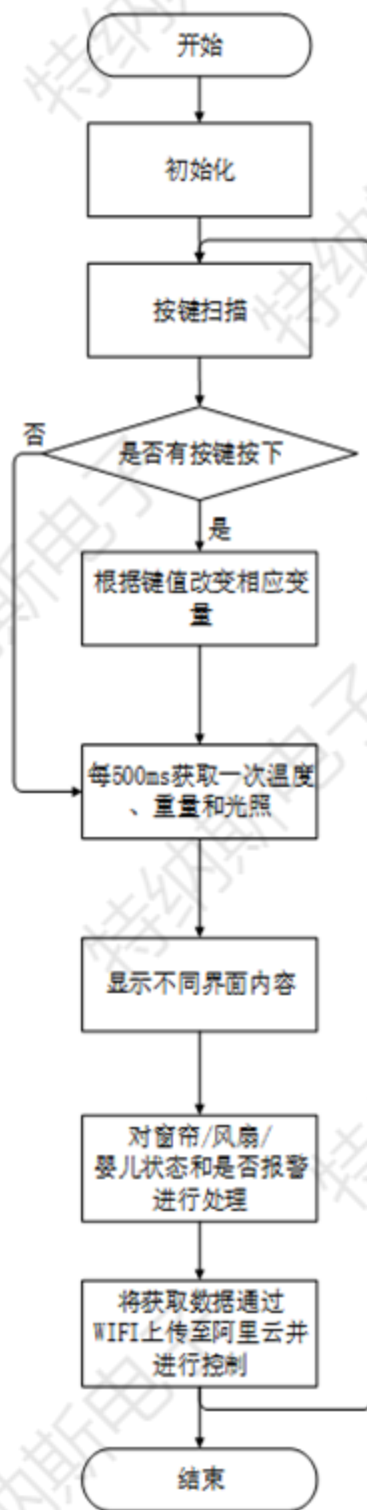 开始
初始化
按键扫描
否
是否有按键按下
是
根据键值改变相应变
量
每500ms获取一次温度
、重量和光照
显示不同界面内容
对窗帘/风扇/
婴儿状态和是否报警
进行处理
将获取数据通过
WIFI上传至阿里云并
进行控制
结束
特纳斯电子